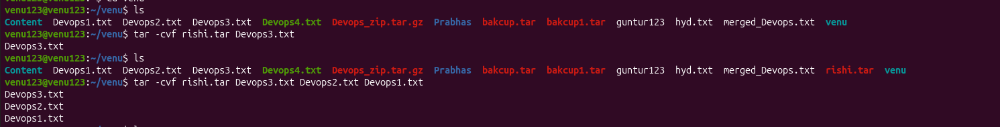 venu123@venu123:~/venu$ ls
Content  Devops1.txt  Devops2.txt  Devops3.txt  Devops4.txt  Devops_zip.tar.gz  Prabhas  bakcup.tar  bakcup1.tar  guntur123  hyd.txt  merged_Devops.txt  venu
venu123@venu123:~/venu$ tar -cvf rishi.tar Devops3.txt
Devops3.txt
venu123@venu123:~/venu$ ls
Content  Devops1.txt  Devops2.txt  Devops3.txt  Devops4.txt  Devops_zip.tar.gz  Prabhas  bakcup.tar  bakcup1.tar  guntur123  hyd.txt  merged_Devops.txt  rishi.tar  venu
venu123@venu123:~/venu$ tar -cvf rishi.tar Devops3.txt Devops2.txt Devops1.txt
Devops3.txt
Devops2.txt
Devops1.txt